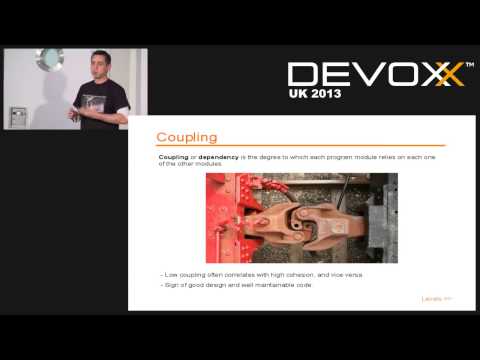 DEVOXX™
UK 2013
Coupling
Coupling or dependency is the degree to which each program module relies on each one
of the other modules.
- Low coupling often correlates with high cohesion, and vice versa
- Sign of good design and well maintainable code.
Levels >>